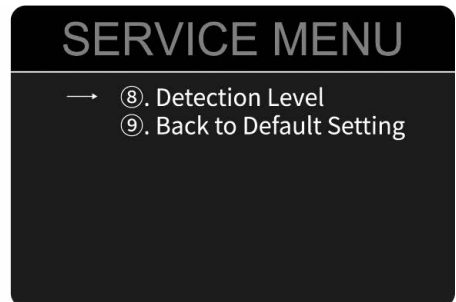 SERVICE MENU
→ ⑧. Detection Level
⑨. Back to Default Setting